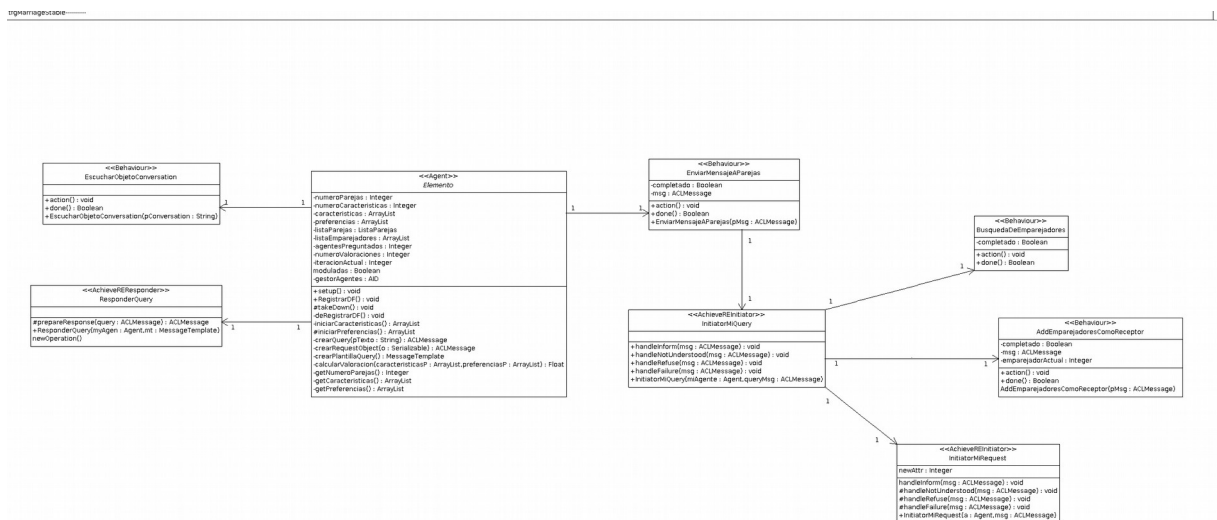 trgMarriageStable--------
<<Behaviour>>
EscucharObjetoConversation
+action() : void
+done() : Boolean
+EscucharObjetoConversation(pConversation : String)
1
1
<<AchieveREResponder>>
ResponderQuery
#prepareResponse(query : ACLMessage) : ACLMessage
+ResponderQuery(myAgen : Agent,mt : MessageTemplate)
newOperation()
1
1
<<Agent>>
Elemento
-numeroParejas : Integer
-numeroCaracteristicas : Integer
-caracteristicas : ArrayList
-preferencias : ArrayList
-listaParejas : ListaParejas
-listaEmparejadores : ArrayList
-agentesPreguntados : Integer
-numeroValoraciones : Integer
-iteracionActual : Integer
moduladas : Boolean
-gestorAgentes : AID
+setup() : void
+RegistrarDF() : void
#takeDown() : void
-deRegistrarDF() : void
-iniciarCaracteristicas() : ArrayList
#iniciarPreferencias() : ArrayList
-crearQuery(pTexto : String) : ACLMessage
-crearRequestObject(o : Serializable) : ACLMessage
-crearPlantillaQuery() : MessageTemplate
-calcularValoracion(caracteristicasP : ArrayList,preferenciasP : ArrayList) : Float
-getNumeroParejas() : Integer
-getCaracteristicas() : ArrayList
-getPreferencias() : ArrayList
1
1
<<Behaviour>>
EnviarMensajeAParejas
-completado : Boolean
-msg : ACLMessage
+action() : void
+done() : Boolean
+EnviarMensajeAParejas(pMsg : ACLMessage)
1
1
<<AchieveREInitiator>>
InitiatorMiQuery
+handleInform(msg : ACLMessage) : void
+handleNotUnderstood(msg : ACLMessage) : void
+handleRefuse(msg : ACLMessage) : void
+handleFailure(msg : ACLMessage) : void
+InitiatorMiQuery(miAgente : Agent,queryMsg : ACLMessage)
1
1
<<Behaviour>>
BusquedaDeEmparejadores
-completado : Boolean
+action() : void
+done() : Boolean
1
1
<<Behaviour>>
AddEmparejadoresComoReceptor
-completado : Boolean
-msg : ACLMessage
-emparejadorActual : Integer
+action() : void
+done() : Boolean
AddEmparejadoresComoReceptor(pMsg : ACLMessage)
1
1
<<AchieveREInitiator>>
InitiatorMiRequest
newAttr : Integer
handleInform(msg : ACLMessage) : void
#handleNotUnderstood(msg : ACLMessage) : void
#handleRefuse(msg : ACLMessage) : void
#handleFailure(msg : ACLMessage) : void
+InitiatorMiRequest(a : Agent,msg : ACLMessage)